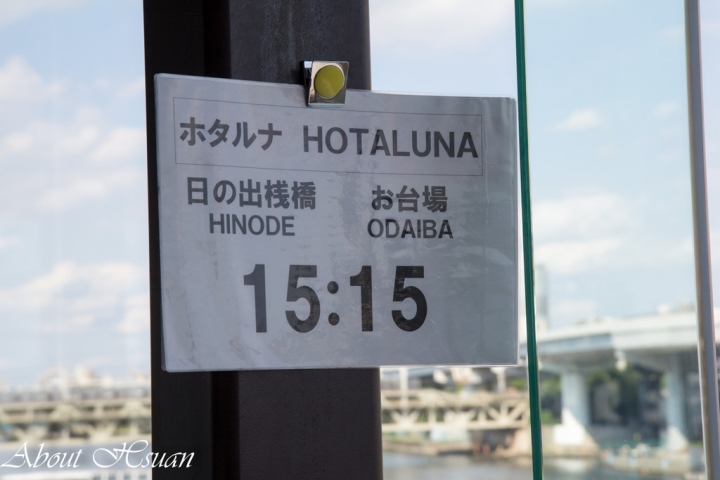 ホタルナ HOTALUNA
日の出桟橋 お台場
HINODE ODAIBA
15:15
About Hsuan